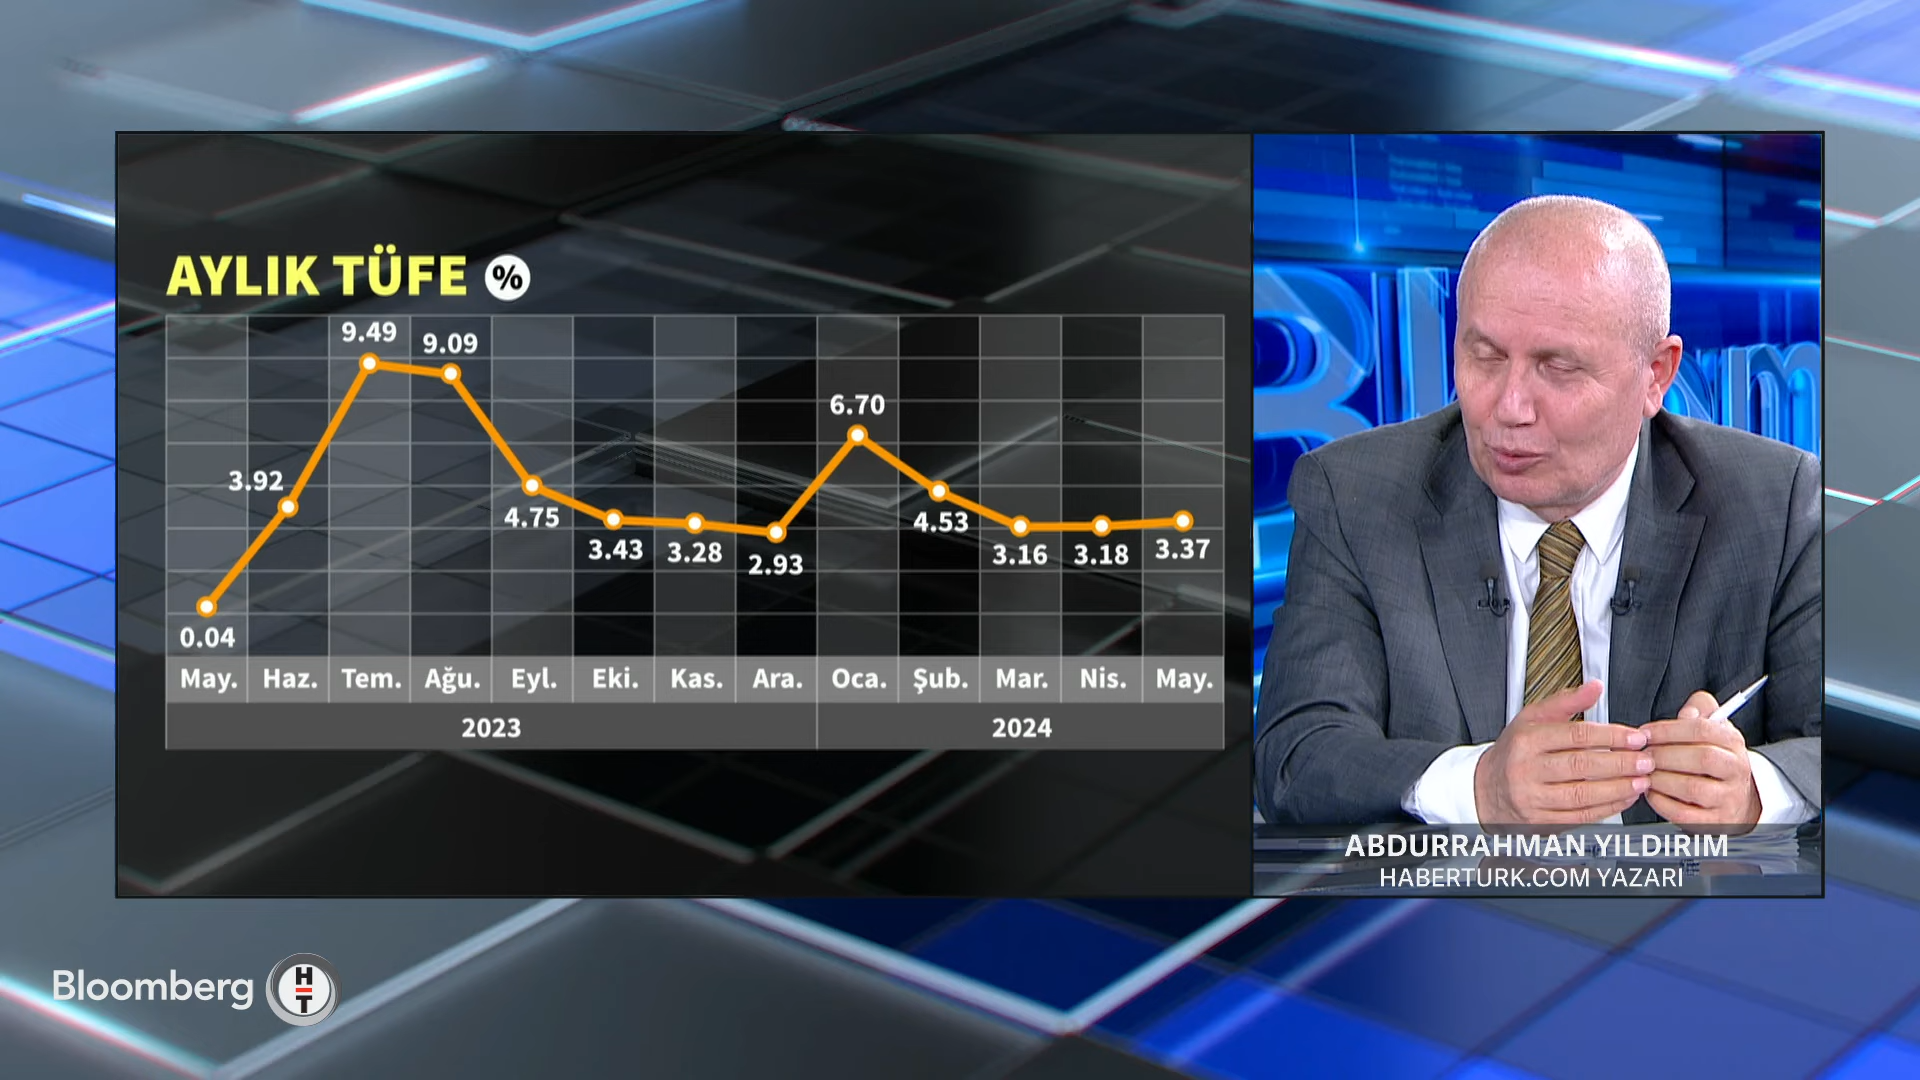 AYLIK TÜFE %
9.49
9.09
6.70
3.92
4.75
4.53
3.43
3.28
2.93
3.16
3.18
3.37
0.04
May. Haz. Tem. Ağu. Eyl. Eki. Kas. Ara. Oca. Şub. Mar. Nis. May.
2023 2024
ABDURRAHMAN YILDIRIM
HABERTÜRK.COM YAZARI
Bloomberg HT